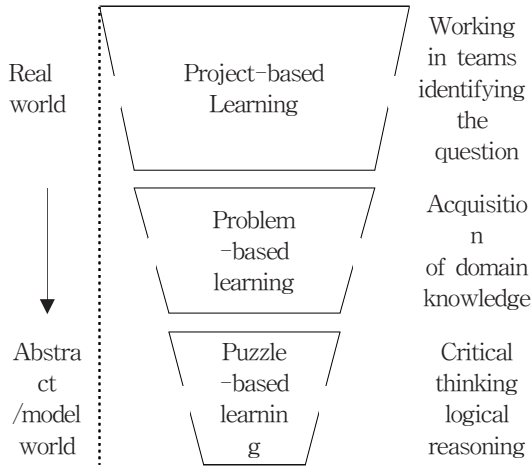 Real
world
Project-based
Learning
Working
in teams
identifying
the
question
Problem
-based
learning
Acquisitio
n
of domain
knowledge
Abstra
ct
/model
world
Puzzle
-based
learnin
g
Critical
thinking
logical
reasoning